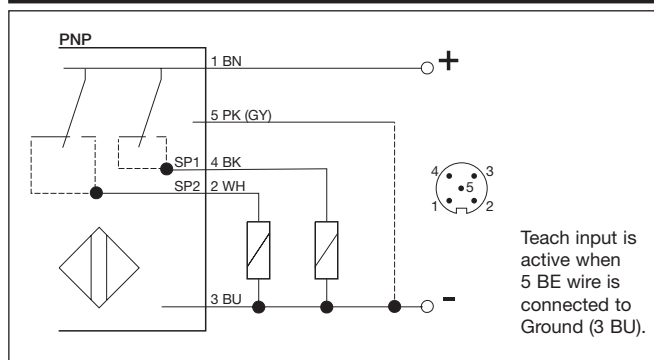 PNP
1 BN
+
5 PK (GY)
SP1 4 BK
SP2 2 WH
4 3
5
1 2
3 BU
-
Teach input is
active when
5 BE wire is
connected to
Ground (3 BU).